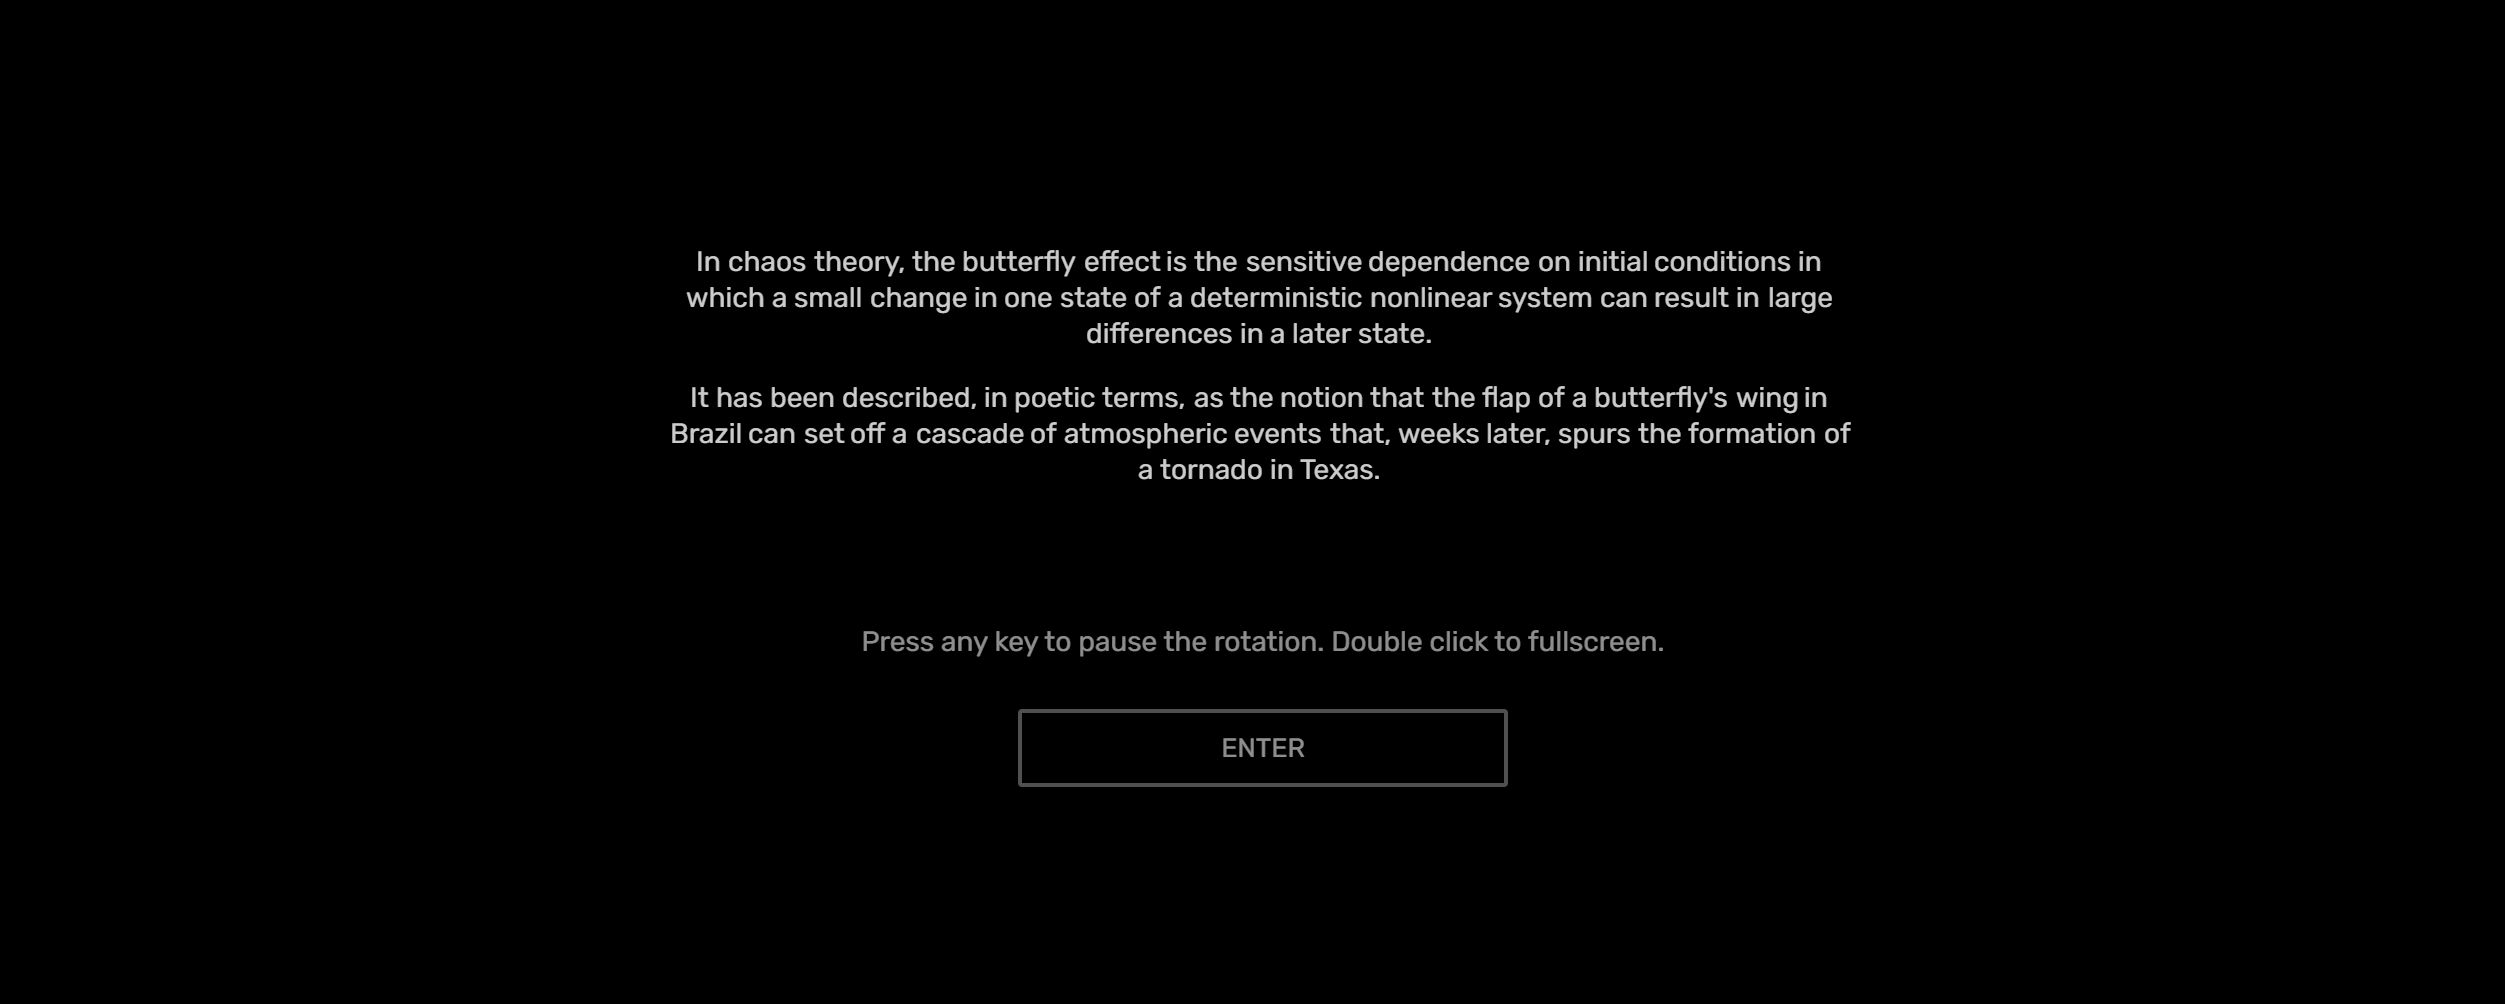 In chaos theory, the butterfly effect is the sensitive dependence on initial conditions in
which a small change in one state of a deterministic nonlinear system can result in large
differences in a later state.
It has been described, in poetic terms, as the notion that the flap of a butterfly's wing in
Brazil can set off a cascade of atmospheric events that, weeks later, spurs the formation of
a tornado in Texas.
Press any key to pause the rotation. Double click to fullscreen.
ENTER